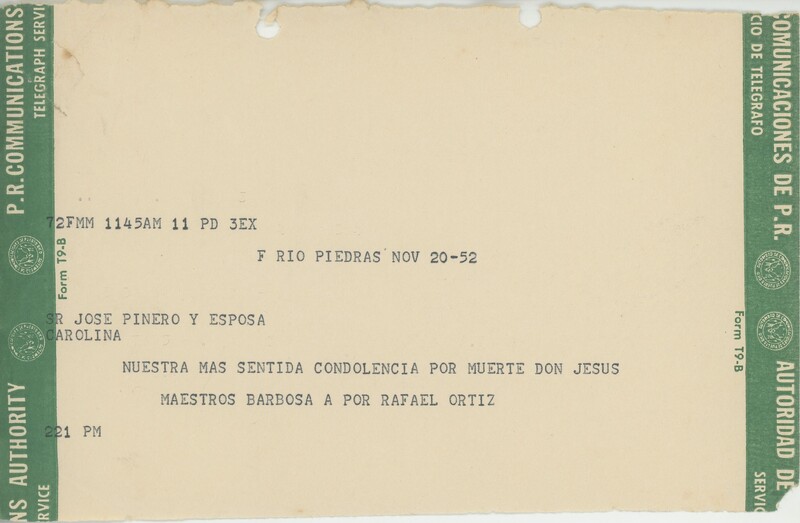 P.R.COMMUNICATIONS
TELEGRAPH SERV
Form T9-B
NS AUTHORITY
RVICE
72FMM 1145AM 11 PD 3EX
F RIO PIEDRAS NOV 20-52
SR JOSE PINERO Y ESPOSA
CAROLINA
NUESTRA MAS SENTIDA CONDOLENCIA POR MUERTE DON JESUS
MAESTROS BARBOSA A POR RAFAEL ORTIZ
221 PM
COMUNICACIONES DE P.R.
CIO DE TELEGRAFO
Form T9-B
AUTORIDAD DE
SERVIC